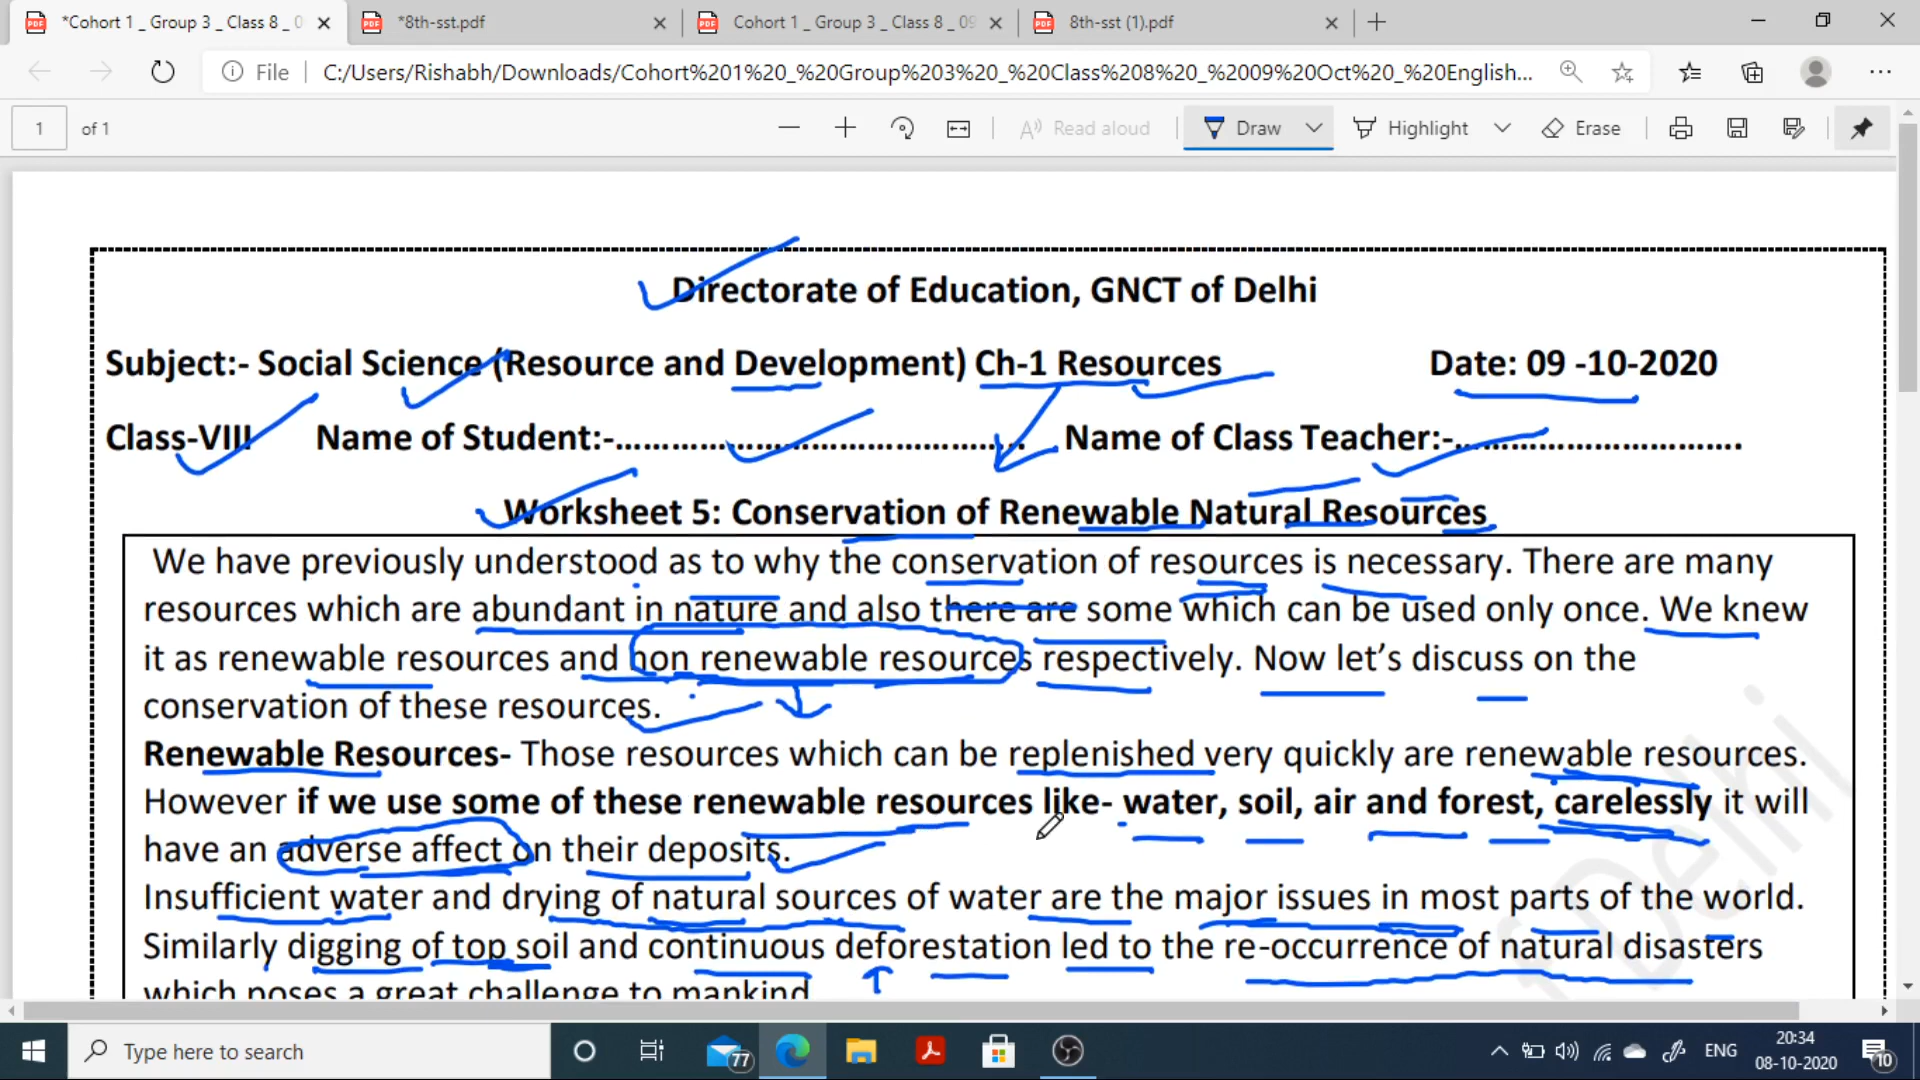 *Cohort 1 _ Group 3 _ Class 8 _ 0
*8th-sst.pdf
Cohort 1 _ Group 3 _ Class 8 _ 09
8th-sst (1).pdf
File
C:/Users/Rishabh/Downloads/Cohort%201%20_%20Group%203%20_%20Class%208%20_%2009%20Oct%20_%20English...
1 of 1
Read aloud
Draw
Highlight
Erase
Directorate of Education, GNCT of Delhi
Subject:- Social Science (Resource and Development) Ch-1 Resources Date: 09 -10-2020
Class-VIII Name of Student:-........................................ Name of Class Teacher:-............................
Worksheet 5: Conservation of Renewable Natural Resources
We have previously understood as to why the conservation of resources is necessary. There are many
resources which are abundant in nature and also there are some which can be used only once. We knew
it as renewable resources and non renewable resources respectively. Now let’s discuss on the
conservation of these resources.
Renewable Resources- Those resources which can be replenished very quickly are renewable resources.
However if we use some of these renewable resources like- water, soil, air and forest, carelessly it will
have an adverse affect on their deposits.
Insufficient water and drying of natural sources of water are the major issues in most parts of the world.
Similarly digging of top soil and continuous deforestation led to the re-occurrence of natural disasters
which poses a great challenge to mankind
f Delhi
Type here to search
77
ENG
20:34
08-10-2020
10